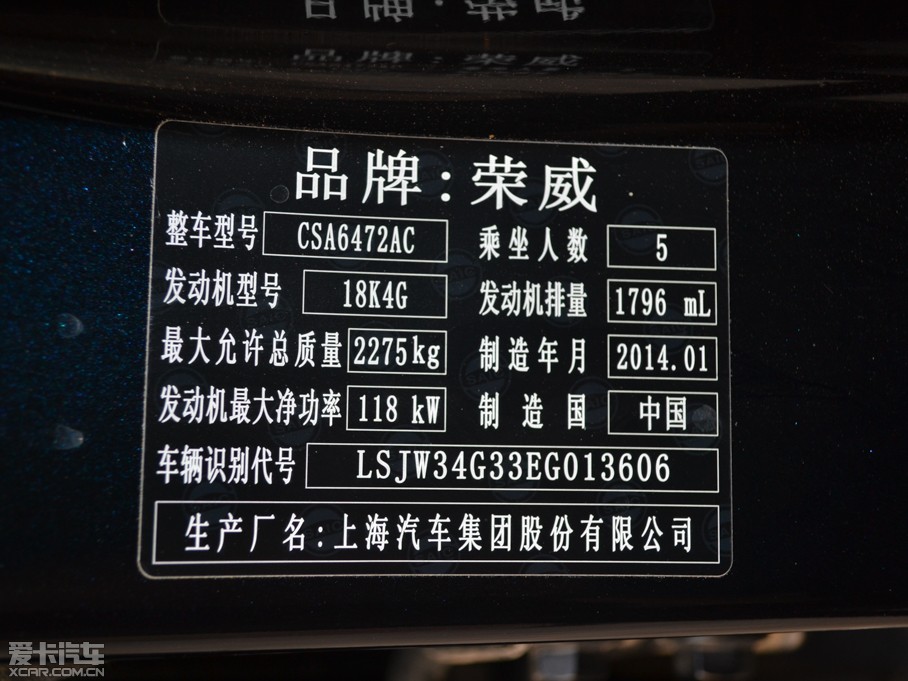 品牌·荣威
品牌:荣威
整车型号 CSA6472AC 乘坐人数 5
发动机型号 18K4G 发动机排量 1796 mL
最大允许总质量 2275kg 制造年月 2014.01
发动机最大净功率 118 kW 制造国 中国
车辆识别代号 LSJW34G33EG013606
生产厂名:上海汽车集团股份有限公司
爱卡汽车
XCAR.COM.CN